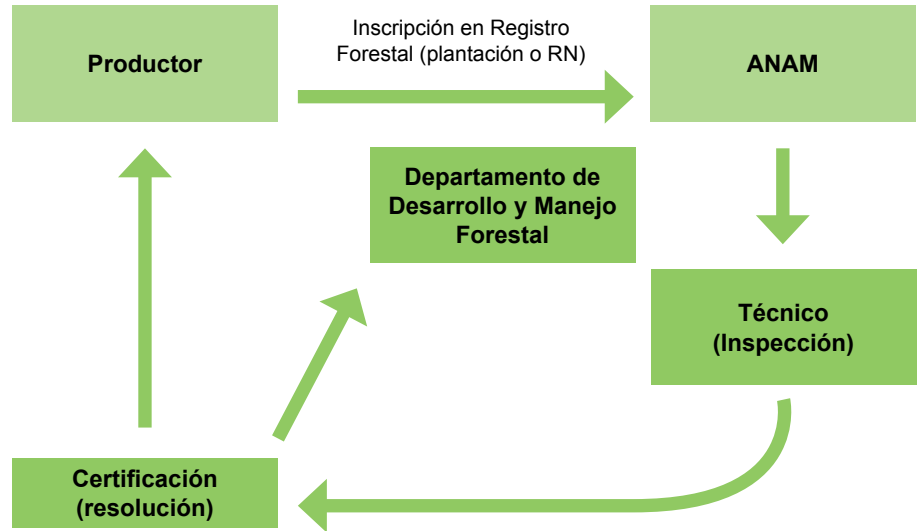 Productor
Inscripción en Registro
Forestal (plantación o RN)
ANAM
Departamento de
Desarrollo y Manejo
Forestal
Técnico
(Inspección)
Certificación
(resolución)